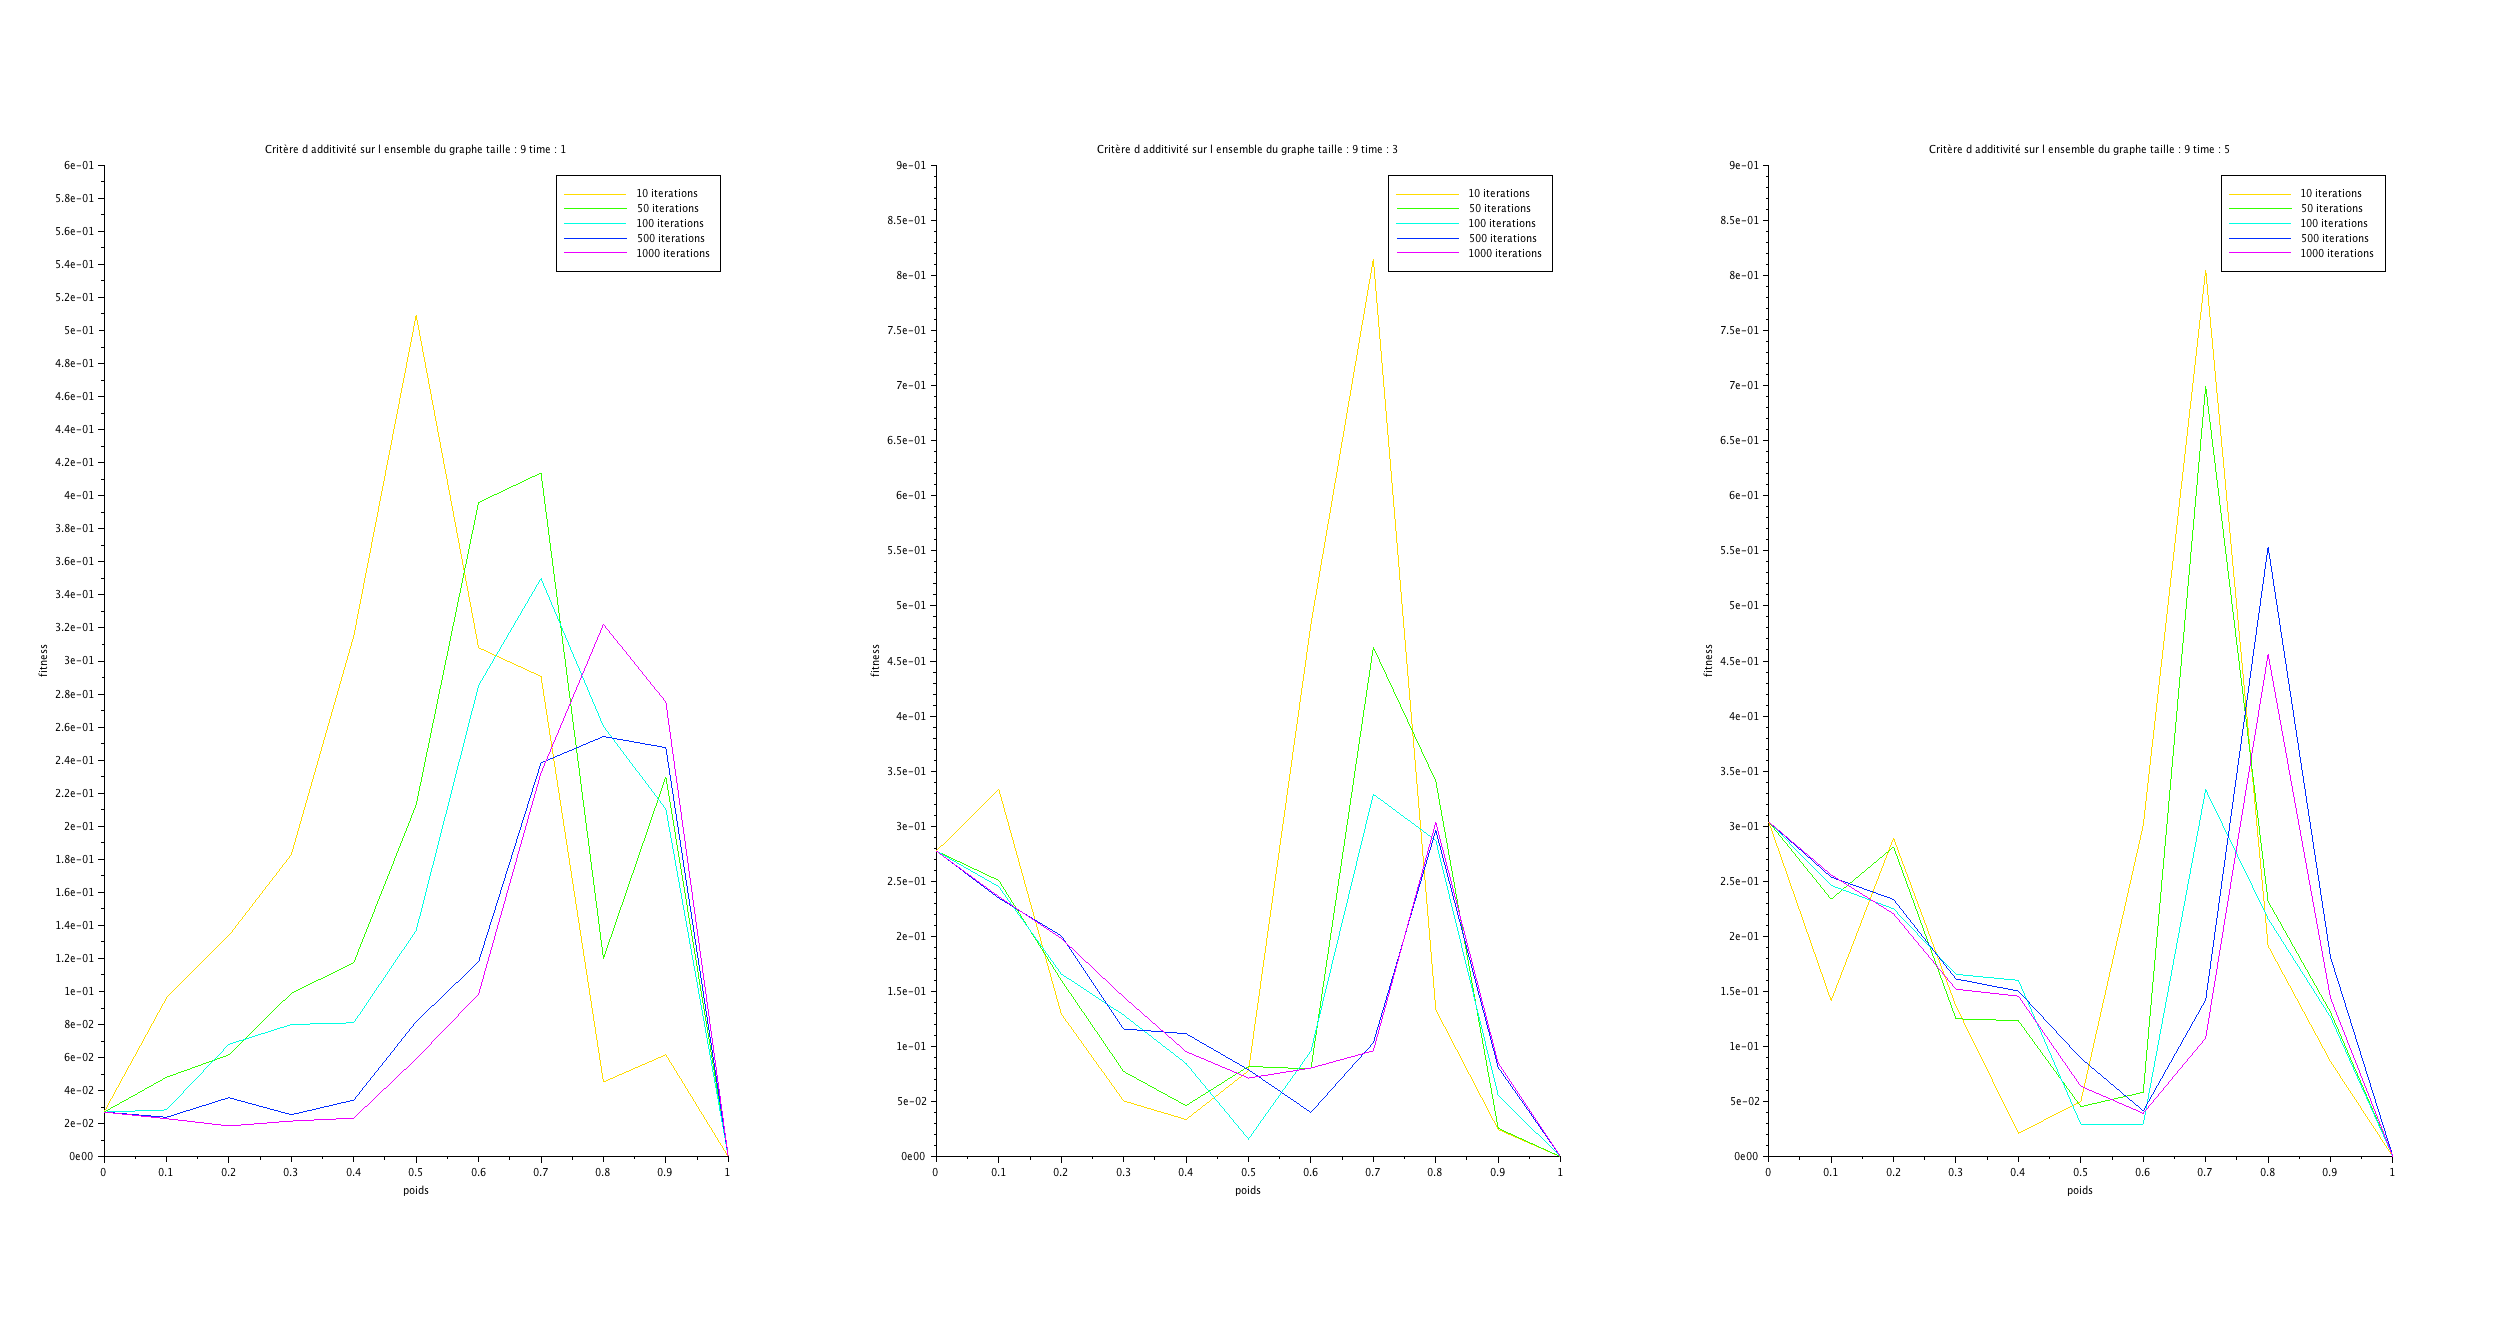 Critère d additivité sur l ensemble du graphe taille : 9 time : 1
6e-01
5.8e-01
5.6e-01
5.4e-01
5.2e-01
5e-01
4.8e-01
4.6e-01
4.4e-01
4.2e-01
4e-01
3.8e-01
3.6e-01
3.4e-01
3.2e-01
3e-01
2.8e-01
2.6e-01
2.4e-01
2.2e-01
2e-01
1.8e-01
1.6e-01
1.4e-01
1.2e-01
1e-01
8e-02
6e-02
4e-02
2e-02
0e00
fitness
10 iterations
50 iterations
100 iterations
500 iterations
1000 iterations
0 0.1 0.2 0.3 0.4 0.5 0.6 0.7 0.8 0.9 1
poids
Critère d additivité sur l ensemble du graphe taille : 9 time : 3
9e-01
8.5e-01
8e-01
7.5e-01
7e-01
6.5e-01
6e-01
5.5e-01
5e-01
4.5e-01
4e-01
3.5e-01
3e-01
2.5e-01
2e-01
1.5e-01
1e-01
5e-02
0e00
fitness
10 iterations
50 iterations
100 iterations
500 iterations
1000 iterations
0 0.1 0.2 0.3 0.4 0.5 0.6 0.7 0.8 0.9 1
poids
Critère d additivité sur l ensemble du graphe taille : 9 time : 5
9e-01
8.5e-01
8e-01
7.5e-01
7e-01
6.5e-01
6e-01
5.5e-01
5e-01
4.5e-01
4e-01
3.5e-01
3e-01
2.5e-01
2e-01
1.5e-01
1e-01
5e-02
0e00
fitness
10 iterations
50 iterations
100 iterations
500 iterations
1000 iterations
0 0.1 0.2 0.3 0.4 0.5 0.6 0.7 0.8 0.9 1
poids